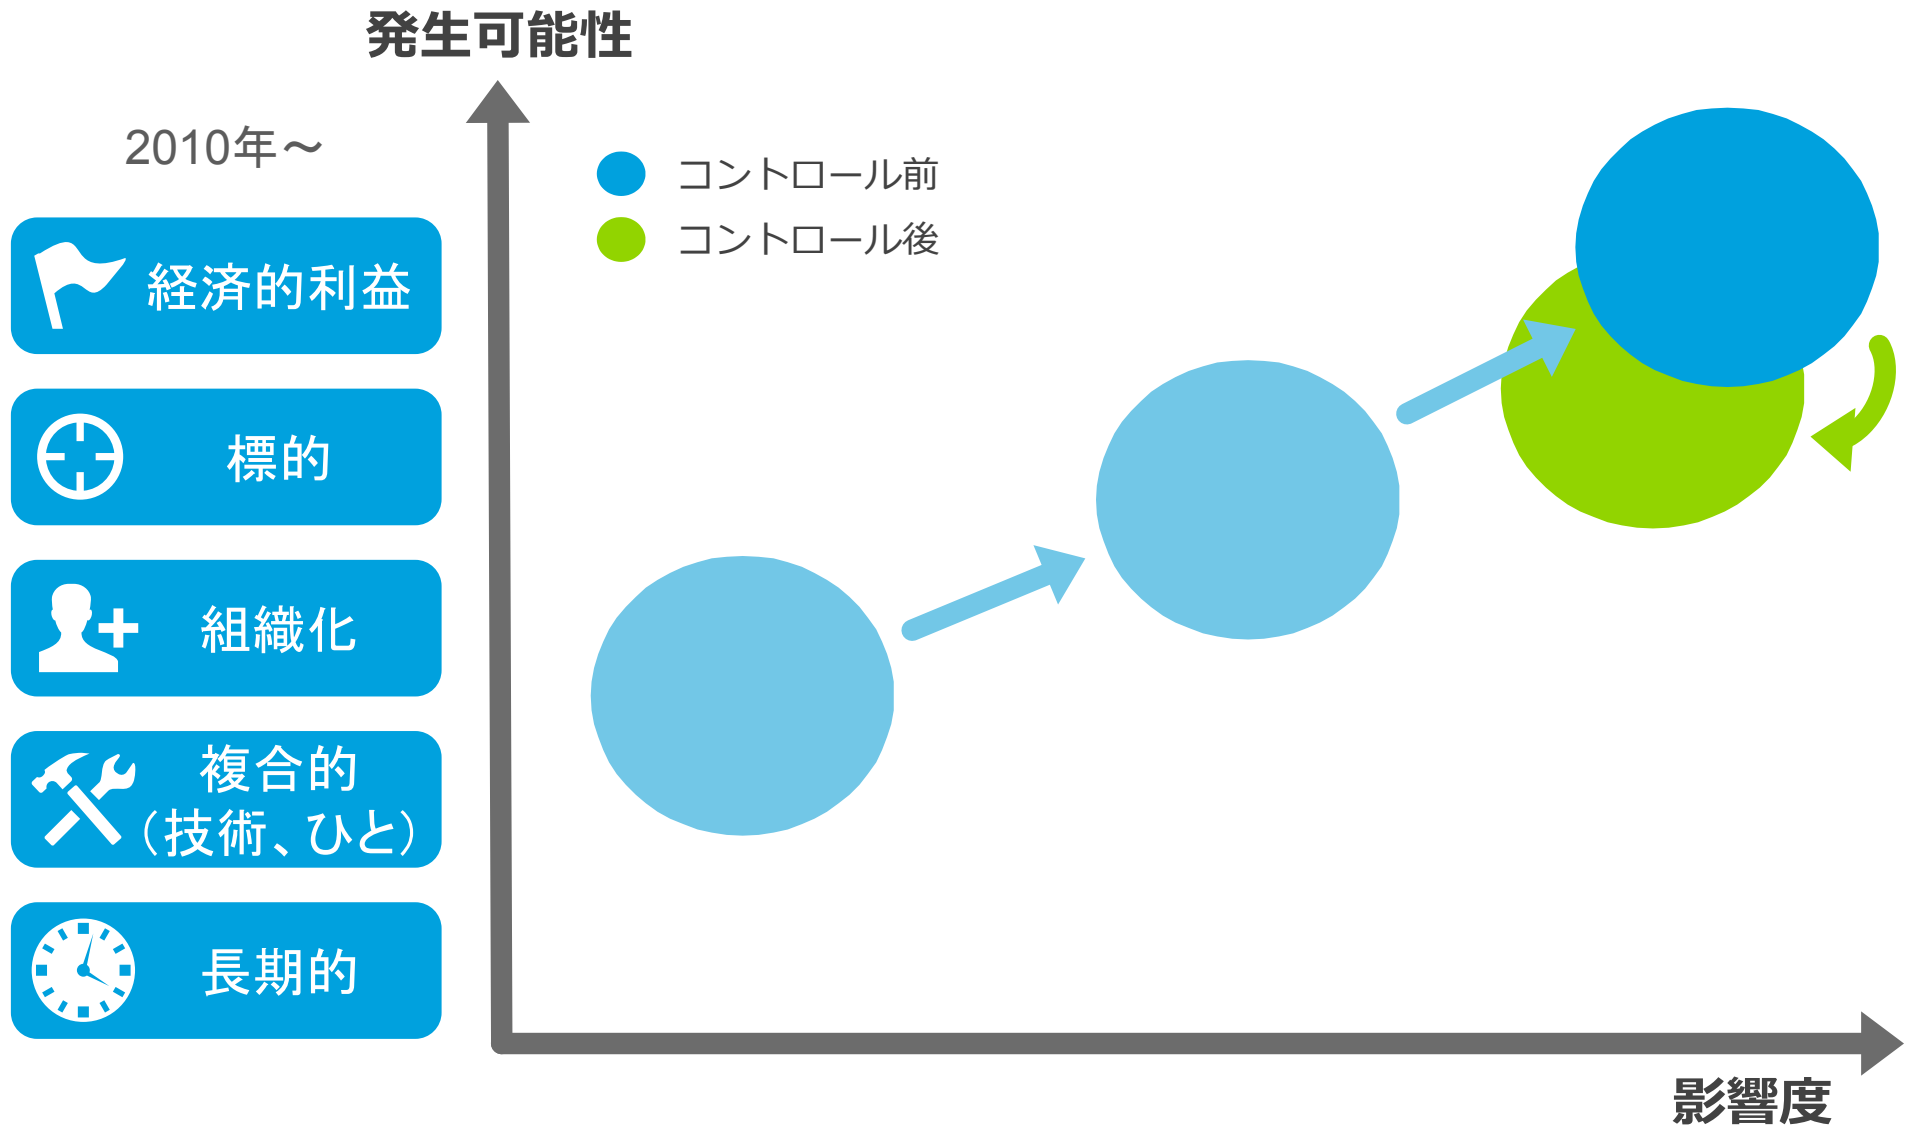 発生可能性
2010年～
コントロール前
コントロール後
経済的利益
標的
組織化
複合的
（技術、ひと）
長期的
影響度